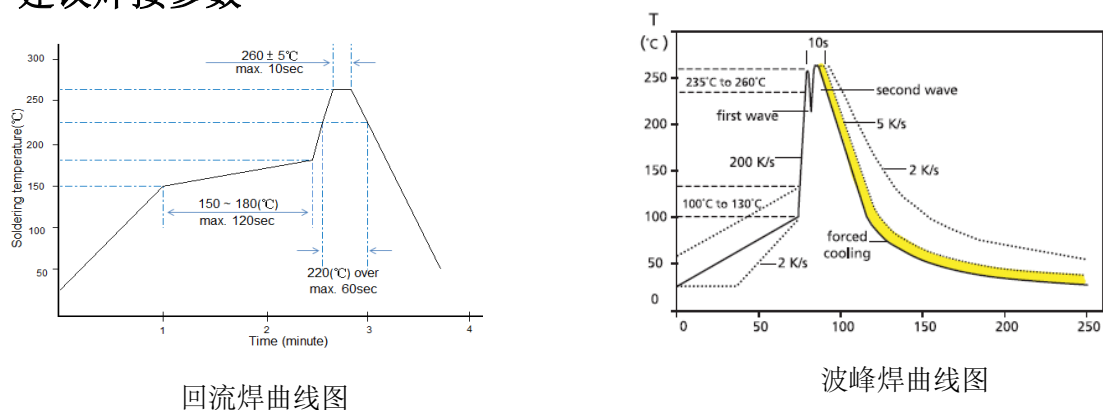 建议焊接参数
300
250
200
150
100
50
Soldering temperature(℃)
260 ± 5℃
max. 10sec
150 ~ 180(℃)
max. 120sec
220(℃) over
max. 60sec
1
2
3
4
Time (minute)
回流焊曲线图
T
(℃)
10s
250
200
150
100
50
0
235℃ to 260℃
first wave
second wave
5 K/s
200 K/s
2 K/s
100℃ to 130℃
forced
cooling
2 K/s
0
50
100
150
200
250
波峰焊曲线图